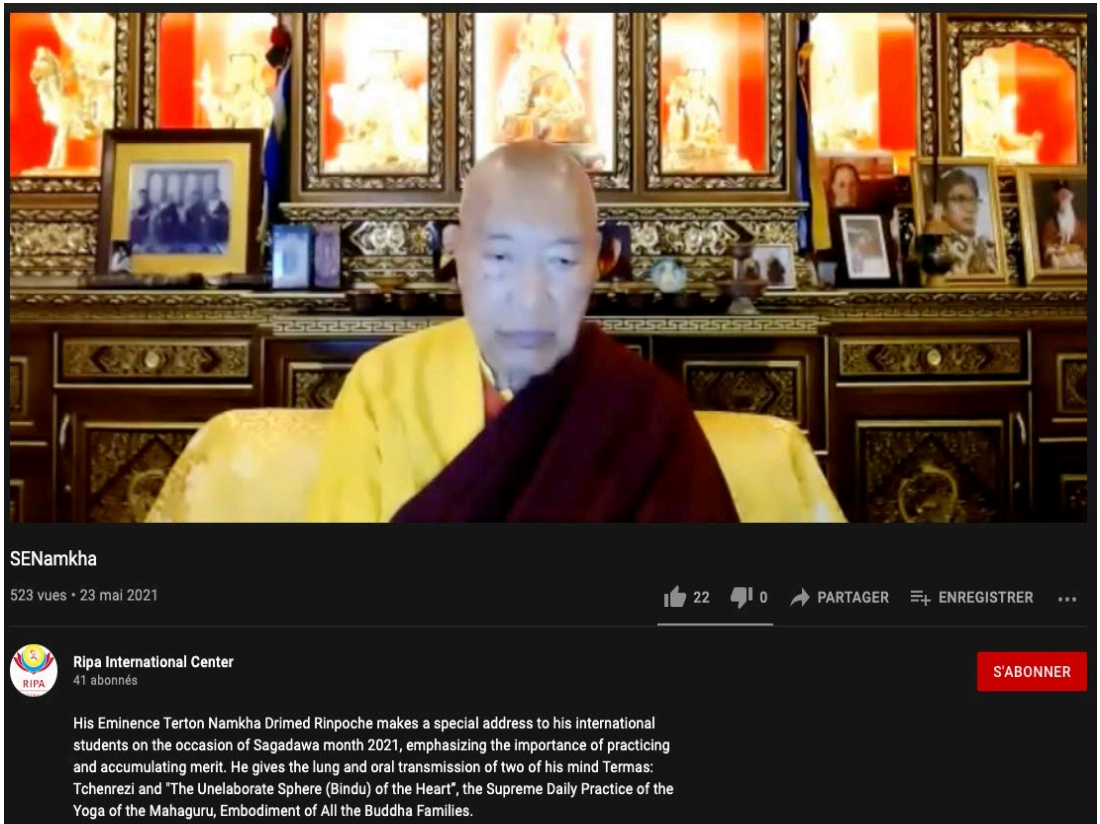 SENamkha
523 vues • 23 mai 2021
22
0
PARTAGER
ENREGISTRER
RIPA
Ripa International Center
41 abonnés
S'ABONNER
His Eminence Terton Namkha Drimed Rinpoche makes a special address to his international
students on the occasion of Sagadawa month 2021, emphasizing the importance of practicing
and accumulating merit. He gives the lung and oral transmission of two of his mind Termas:
Tchenrezi and "The Unelaborate Sphere (Bindu) of the Heart", the Supreme Daily Practice of the
Yoga of the Mahaguru, Embodiment of All the Buddha Families.